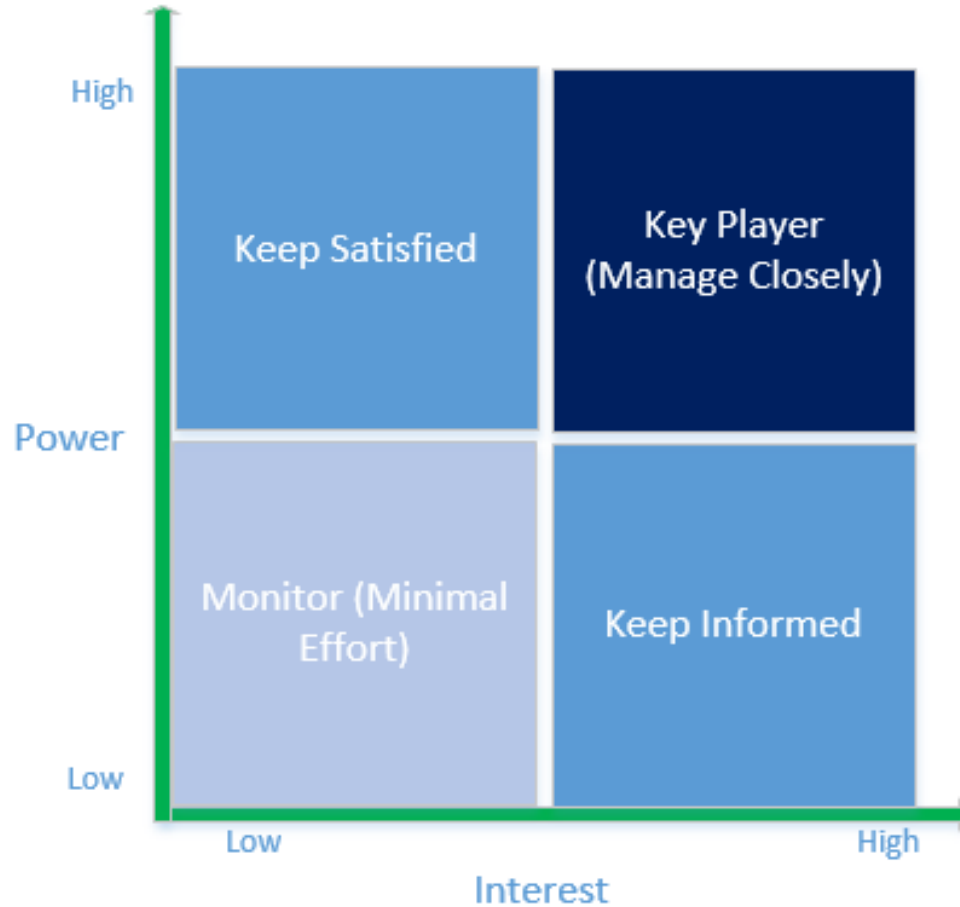 High
Keep Satisfied
Key Player
(Manage Closely)
Power
Monitor (Minimal
Effort)
Keep Informed
Low
Low
High
Interest